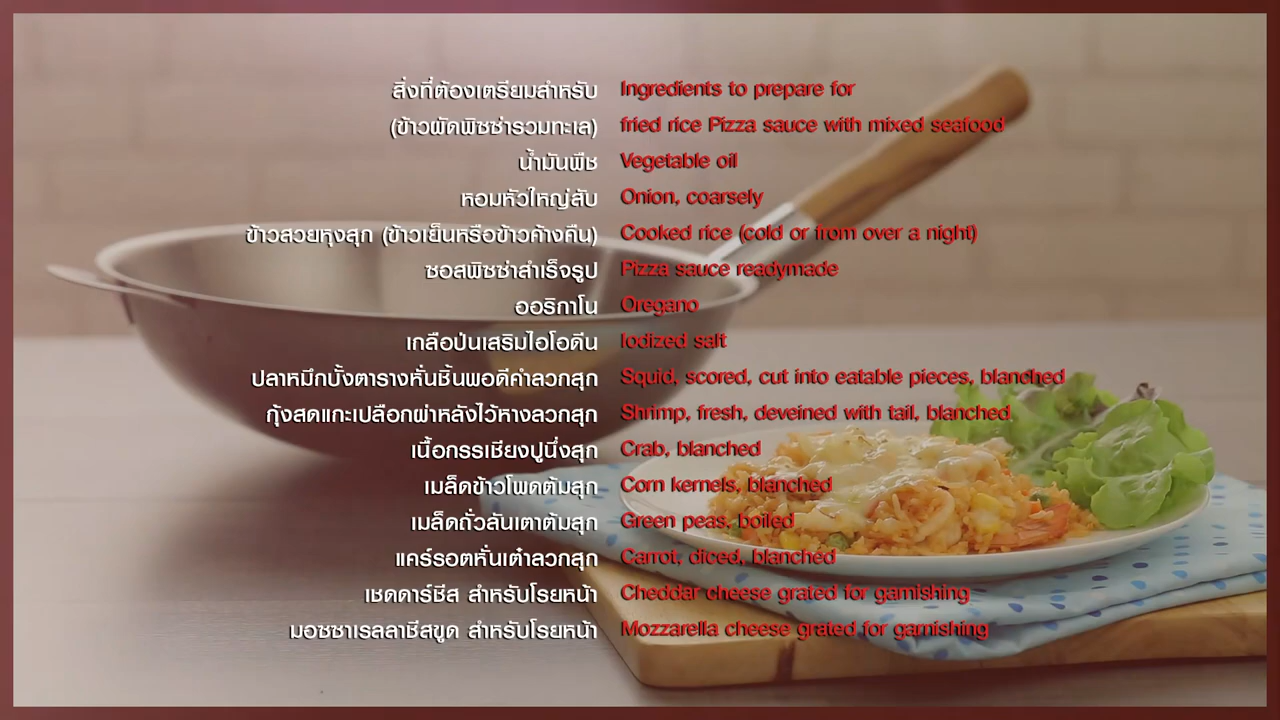 สิ่งที่ต้องเตรียมสำหรับ Ingredients to prepare for
(ข้าวผัดพิซซ่ารวมทะเล) fried rice Pizza sauce with mixed seafood
น้ำมันพืช Vegetable oil
หอมหัวใหญ่สับ Onion, coarsely
ข้าวสวยหุงสุก (ข้าวเย็นหรือข้าวค้างคืน) Cooked rice (cold or from over a night)
ซอสพิซซ่าสำเร็จรูป Pizza sauce readymade
ออริกาโน Oregano
เกลือป่นเสริมไอโอดีน Iodized salt
ปลาหมึกบั้งตารางหั่นชิ้นพอดีคำลวกสุก Squid, scored, cut into eatable pieces, blanched
กุ้งสดแกะเปลือกผ่าหลังไว้หางลวกสุก Shrimp, fresh, deveined with tail, blanched.
เนื้อกรรเชียงปูนึ่งสุก Crab, blanched
เมล็ดข้าวโพดต้มสุก Corn kernels, blanched
เมล็ดถั่วลันเตาต้มสุก Green peas, boiled
แคร์รอตหั่นเต๋าลวกสุก Carrot, diced, blanched
เชดดาร์ชีส สำหรับโรยหน้า Cheddar cheese grated for garnishing
มอซซาเรลลาชีสขูด สำหรับโรยหน้า Mozzarella cheese grated for garnishing